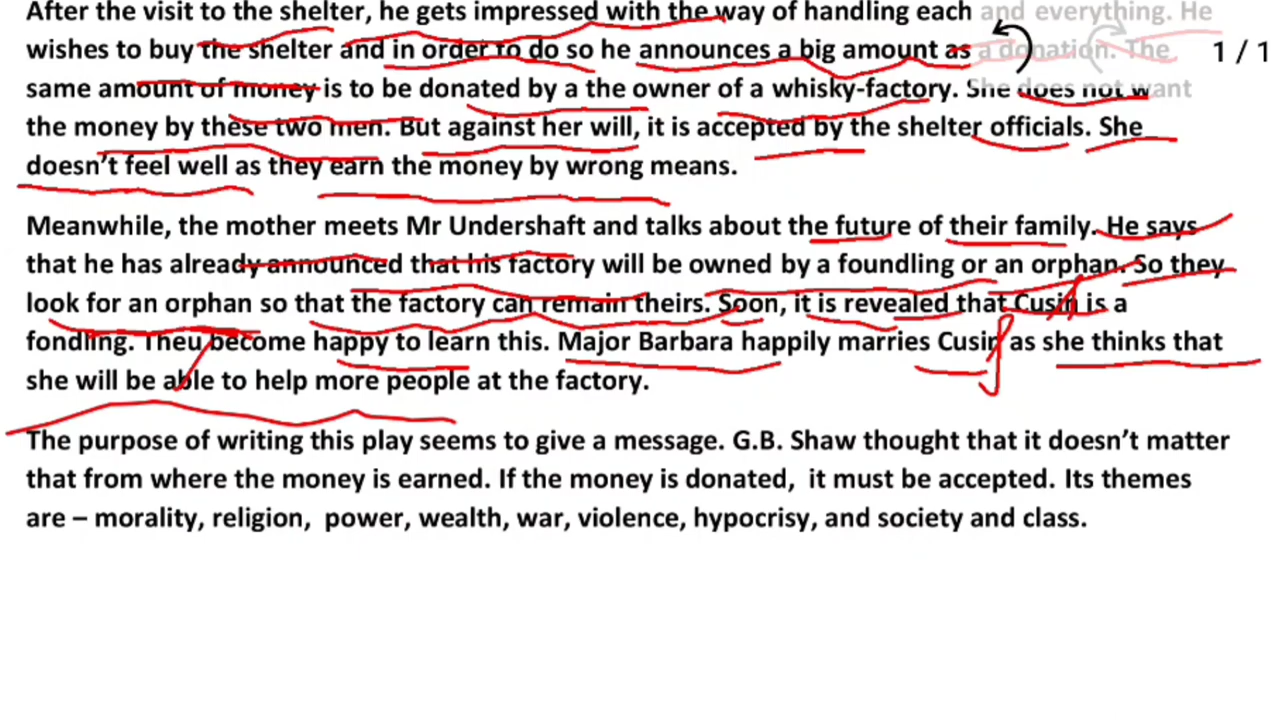 After the visit to the shelter, he gets impressed with the way of handling each and everything. He
wishes to buy the shelter and in order to do so he announces a big amount as a donation. The
1 / 1
same amount of money is to be donated by a the owner of a whisky-factory. She does not want
the money by these two men. But against her will, it is accepted by the shelter officials. She
doesn’t feel well as they earn the money by wrong means.
Meanwhile, the mother meets Mr Undershaft and talks about the future of their family. He says
that he has already announced that his factory will be owned by a foundling or an orphan. So they
look for an orphan so that the factory can remain theirs. Soon, it is revealed that Cusin is a
fondling. Theu become happy to learn this. Major Barbara happily marries Cusin as she thinks that
she will be able to help more people at the factory.
The purpose of writing this play seems to give a message. G.B. Shaw thought that it doesn’t matter
that from where the money is earned. If the money is donated, it must be accepted. Its themes
are – morality, religion, power, wealth, war, violence, hypocrisy, and society and class.